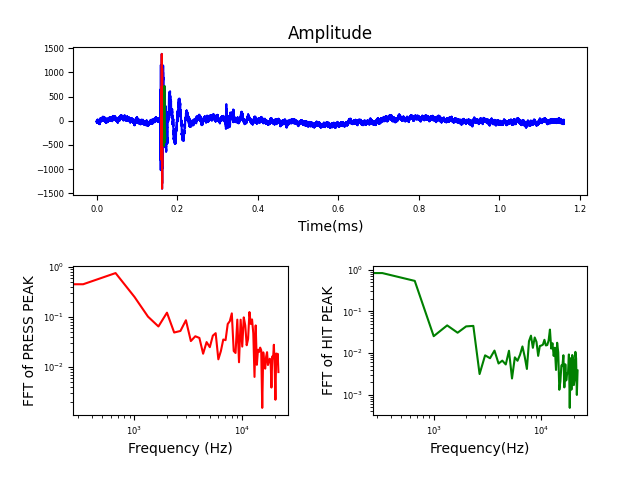 Amplitude
1500
1000
500
0
−500
−1000
−1500
0.0 0.2 0.4 0.6 0.8 1.0 1.2
Time(ms)
FFT of PRESS PEAK
10⁰
10⁻¹
10⁻²
10³ 10⁴
Frequency (Hz)
FFT of HIT PEAK
10⁰
10⁻¹
10⁻²
10⁻³
10³ 10⁴
Frequency(Hz)